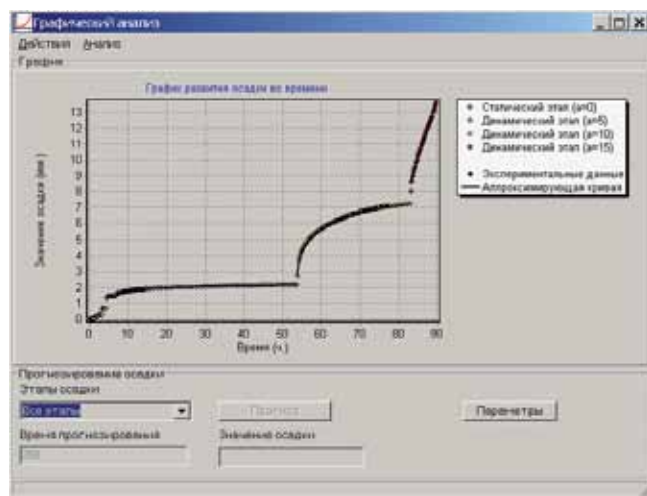 Графический анализ
Действия Анализ
График
График развития осадки во времени
Статический этап (a=0)
Динамический этап (a=5)
Динамический этап (a=10)
Динамический этап (a=15)
Экспериментальные данные
Аппроксимирующая кривая
Значение осадки (мм.)
13
12
11
10
9
8
7
6
5
4
3
2
1
0
0 10 20 30 40 50 60 70 80 90
Время (ч.)
Прогнозирование осадки
Этапы осадки
Все этапы Прогноз Параметры
Время прогнозирования Значение осадки